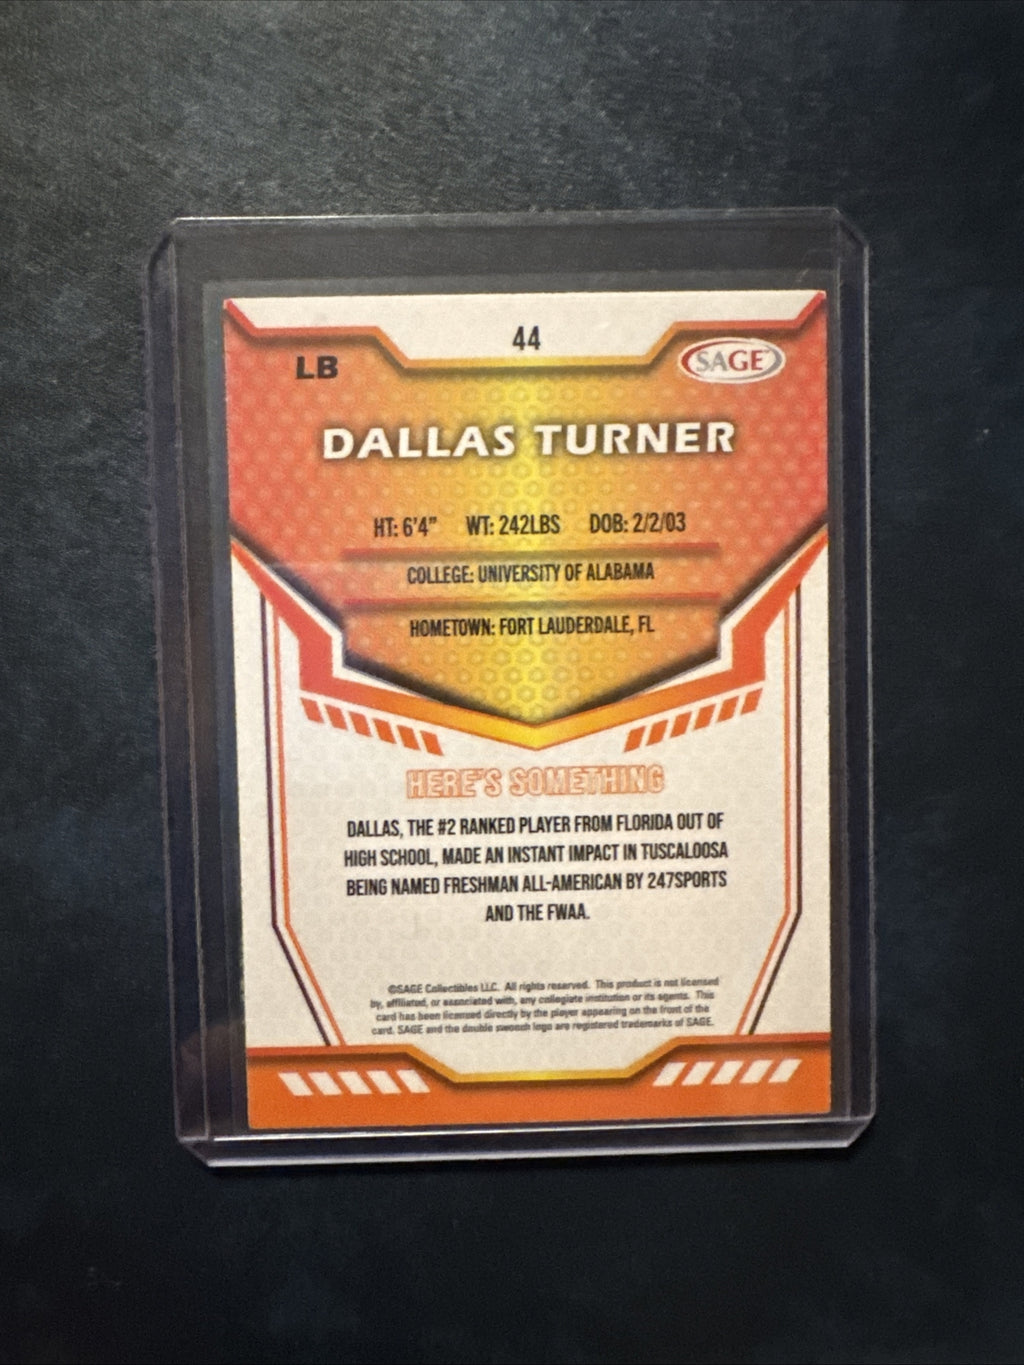 44
LB
SAGE
DALLAS TURNER
HT: 6'4" WT: 242LBS DOB: 2/2/03
COLLEGE: UNIVERSITY OF ALABAMA
HOMETOWN: FORT LAUDERDALE, FL
HERE'S SOMETHING
DALLAS, THE #2 RANKED PLAYER FROM FLORIDA OUT OF
HIGH SCHOOL, MADE AN INSTANT IMPACT IN TUSCALOOSA
BEING NAMED FRESHMAN ALL-AMERICAN BY 247SPORTS
AND THE FWAA.
©SAGE Collectibles LLC. All rights reserved. This product is not licensed
by, affiliated, or associated with, any collegiate institution or its agents. This
card has been licensed directly by the player appearing on the front of the
card. SAGE and the double swoosh logo are registered trademarks of SAGE.